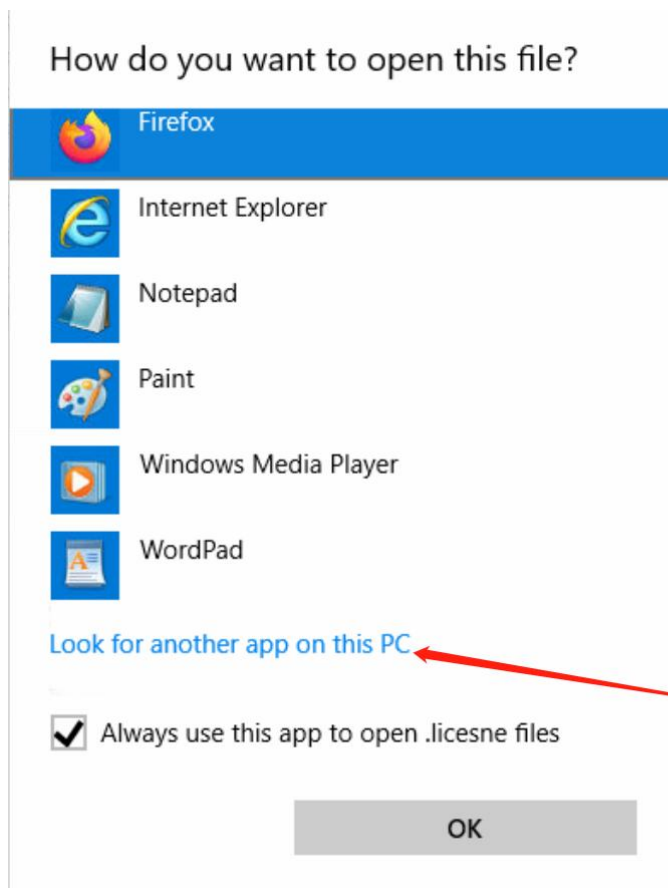 How do you want to open this file?
Firefox
Internet Explorer
Notepad
Paint
Windows Media Player
WordPad
Look for another app on this PC
Always use this app to open .licesne files
OK